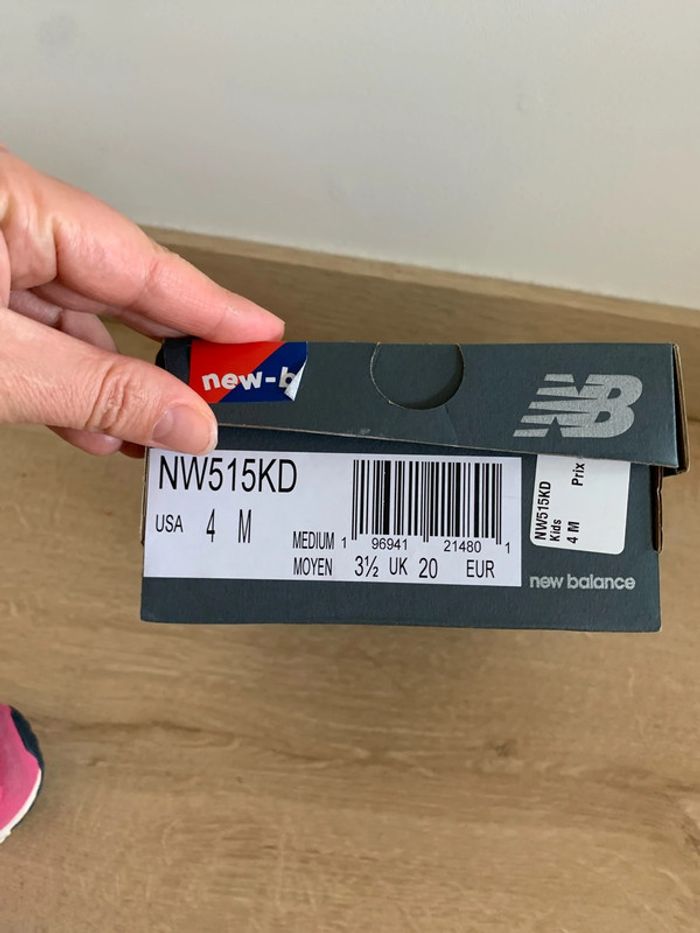 new-b
NB
NW515KD
USA 4 M
MEDIUM
MOYEN
1 96941 21480 1
3½ UK 20 EUR
NW515KD
Kids
4 M
Prix
new balance